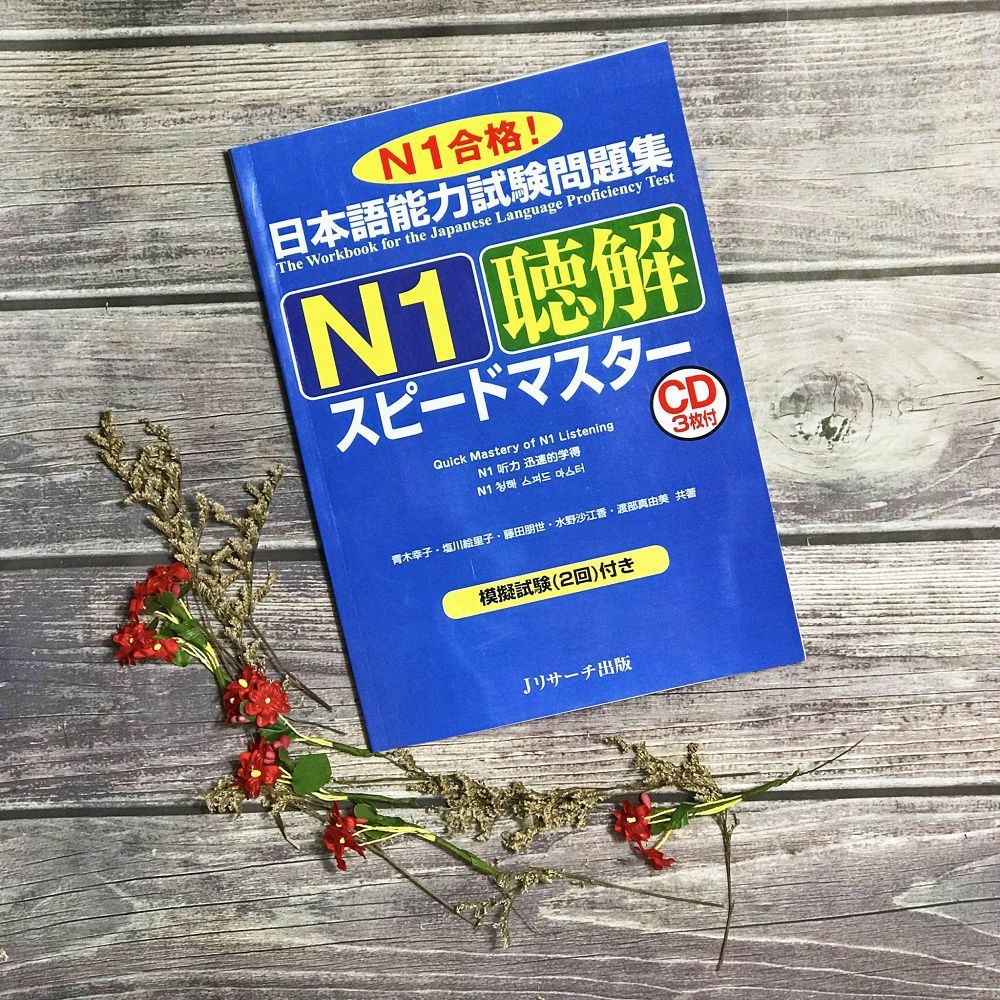 N1合格！
日本語能力試験問題集
The Workbook for the Japanese Language Proficiency Test
N1 聴解
スピードマスター
CD
3枚付
Quick Mastery of N1 Listening
N1 听力 迅速的学得
N1 청해 스피드 마스터
青木幸子・塩川絵里子・藤田朋世・水野沙江香・渡部真由美 共著
模擬試験(2回)付き
Jリサーチ出版